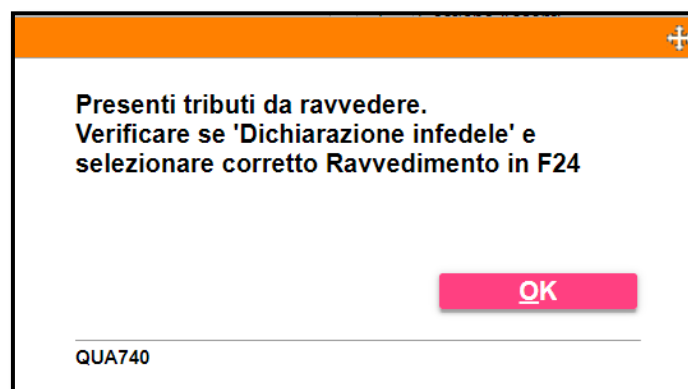 Presenti tributi da ravvedere.
Verificare se 'Dichiarazione infedele' e
selezionare corretto Ravvedimento in F24
OK
QUA740